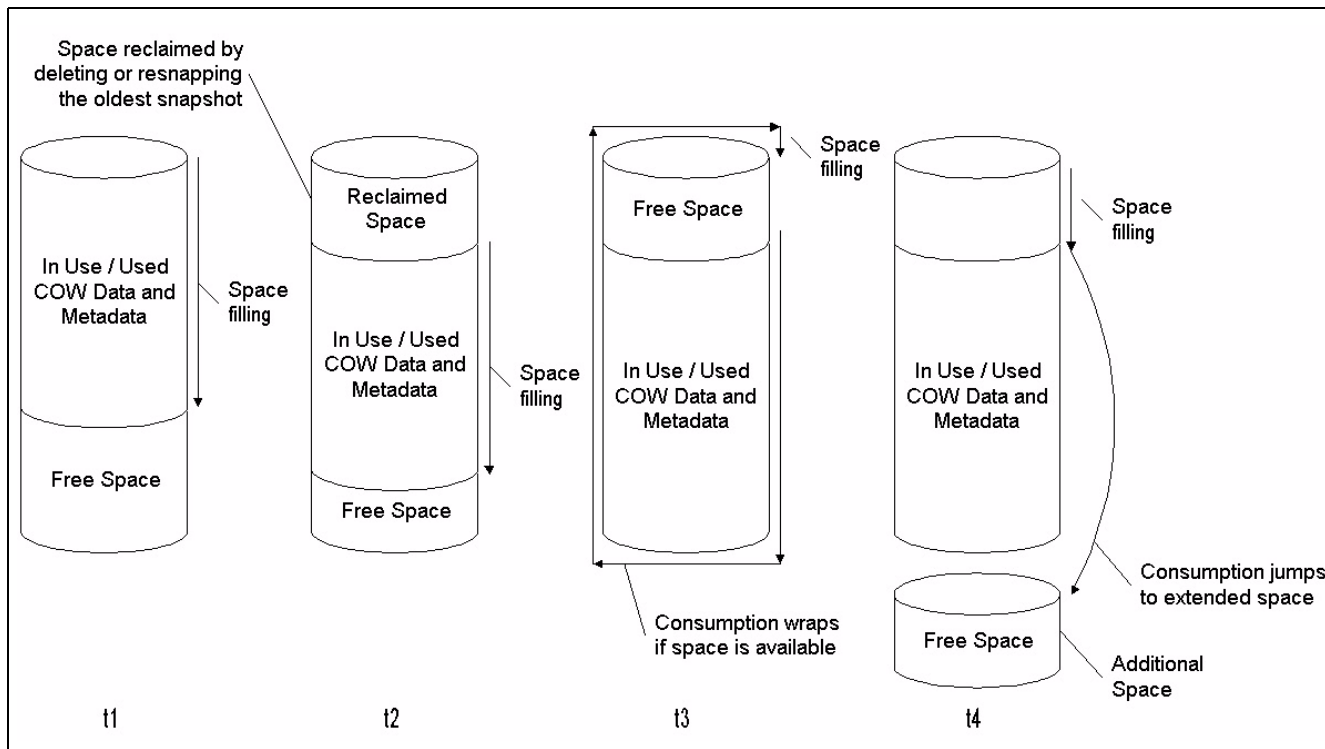 Space reclaimed by
deleting or resnapping
the oldest snapshot
In Use / Used
COW Data and
Metadata
Space
filling
Free Space
t1
Reclaimed
Space
In Use / Used
COW Data and
Metadata
Space
filling
Free Space
t2
Free Space
Space
filling
In Use / Used
COW Data and
Metadata
Consumption wraps
if space is available
t3
Space
filling
In Use / Used
COW Data and
Metadata
Consumption jumps
to extended space
Free Space
Additional
Space
t4